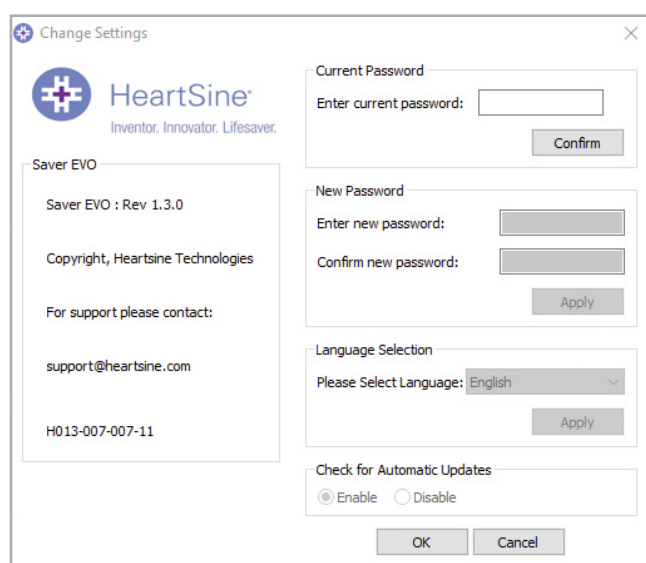 Change Settings
HeartSine®
Inventor. Innovator. Lifesaver.
Saver EVO
Saver EVO : Rev 1.3.0
Copyright, Heartsine Technologies
For support please contact:
support@heartsine.com
H013-007-007-11
Current Password
Enter current password:
Confirm
New Password
Enter new password:
Confirm new password:
Apply
Language Selection
Please Select Language: English
Apply
Check for Automatic Updates
Enable Disable
OK Cancel